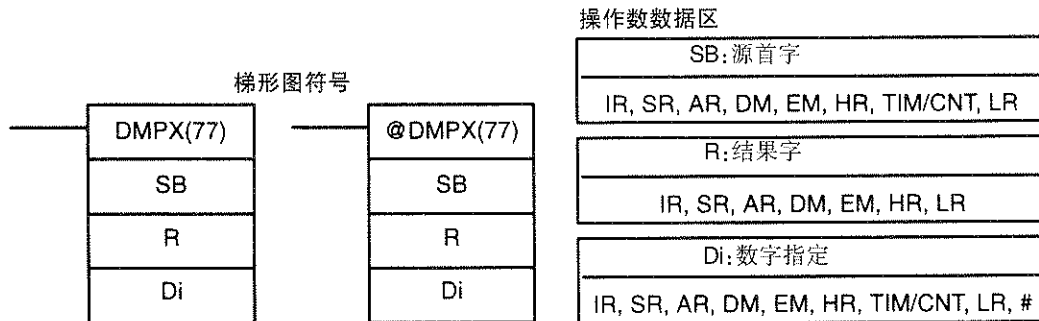 梯形图符号
DMPX(77)
SB
R
Di
@DMPX(77)
SB
R
Di
操作数数据区
SB:源首字
IR, SR, AR, DM, EM, HR, TIM/CNT, LR
R:结果字
IR, SR, AR, DM, EM, HR, LR
Di:数字指定
IR, SR, AR, DM, EM, HR, TIM/CNT, LR, #